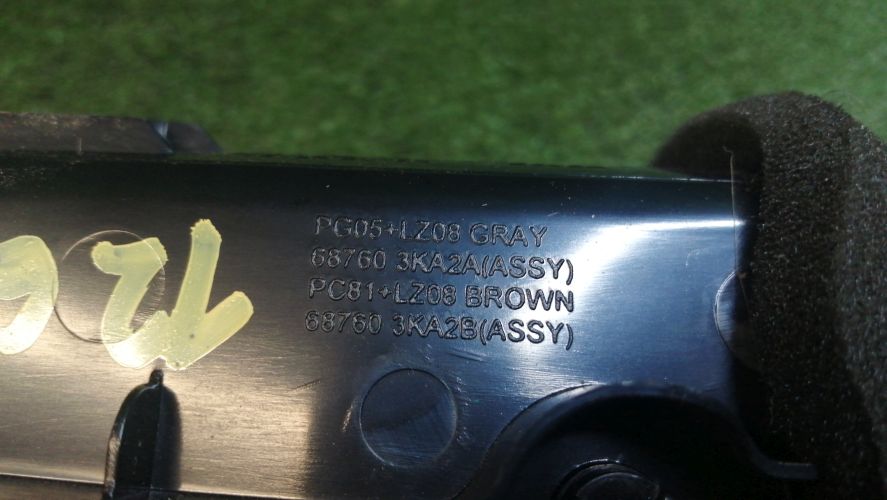 PG05+LZ08 GRAY
68760 3KA2A(ASSY)
PC81+LZ08 BROWN
68760 3KA2B(ASSY)